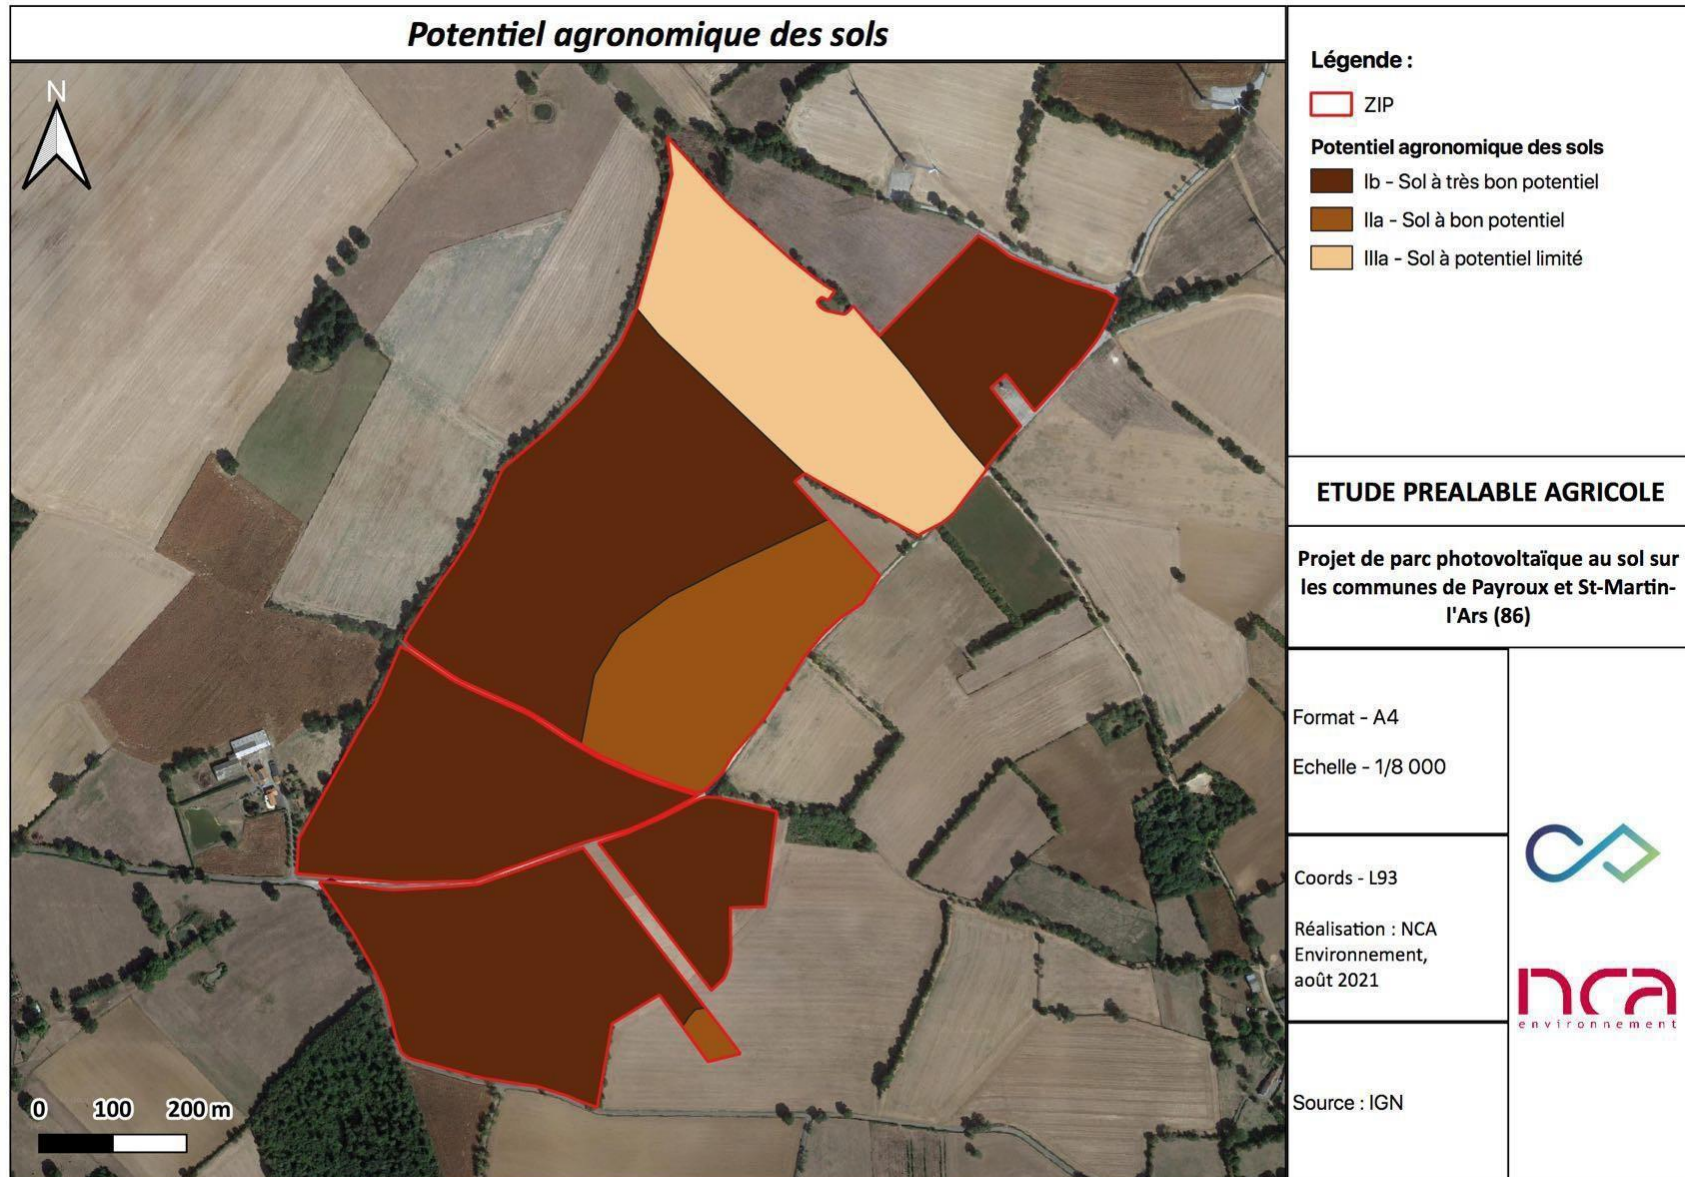 Potentiel agronomique des sols
N
0 100 200 m
Légende :
ZIP
Potentiel agronomique des sols
Ib - Sol à très bon potentiel
IIa - Sol à bon potentiel
IIIa - Sol à potentiel limité
ETUDE PREALABLE AGRICOLE
Projet de parc photovoltaïque au sol sur
les communes de Payroux et St-Martin-
l'Ars (86)
Format - A4
Echelle - 1/8 000
Coords - L93
Réalisation : NCA
Environnement,
août 2021
Source : IGN
nca
environnement